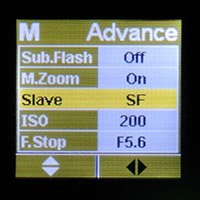 M Advance
Sub.Flash Off
M.Zoom On
Slave SF
ISO 200
F.Stop F5.6